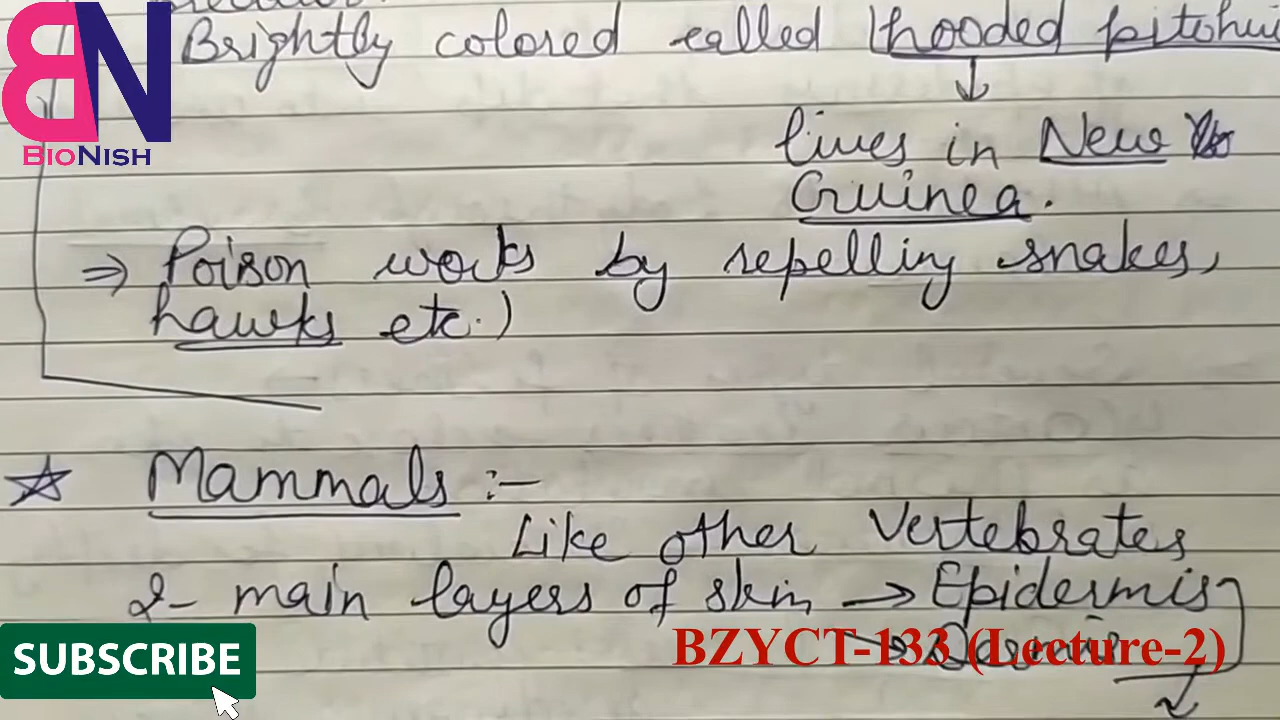 Brightly colored called hooded pitohui
lives in New
Guinea.
⇒ Poison works by repelling snakes,
hawks etc.)
☆ Mammals :-
Like other Vertebrates
2- main layers of skin → Epidermis
→ Dermis
BN
BIONISH
SUBSCRIBE
BZYCT-133 (Lecture-2)